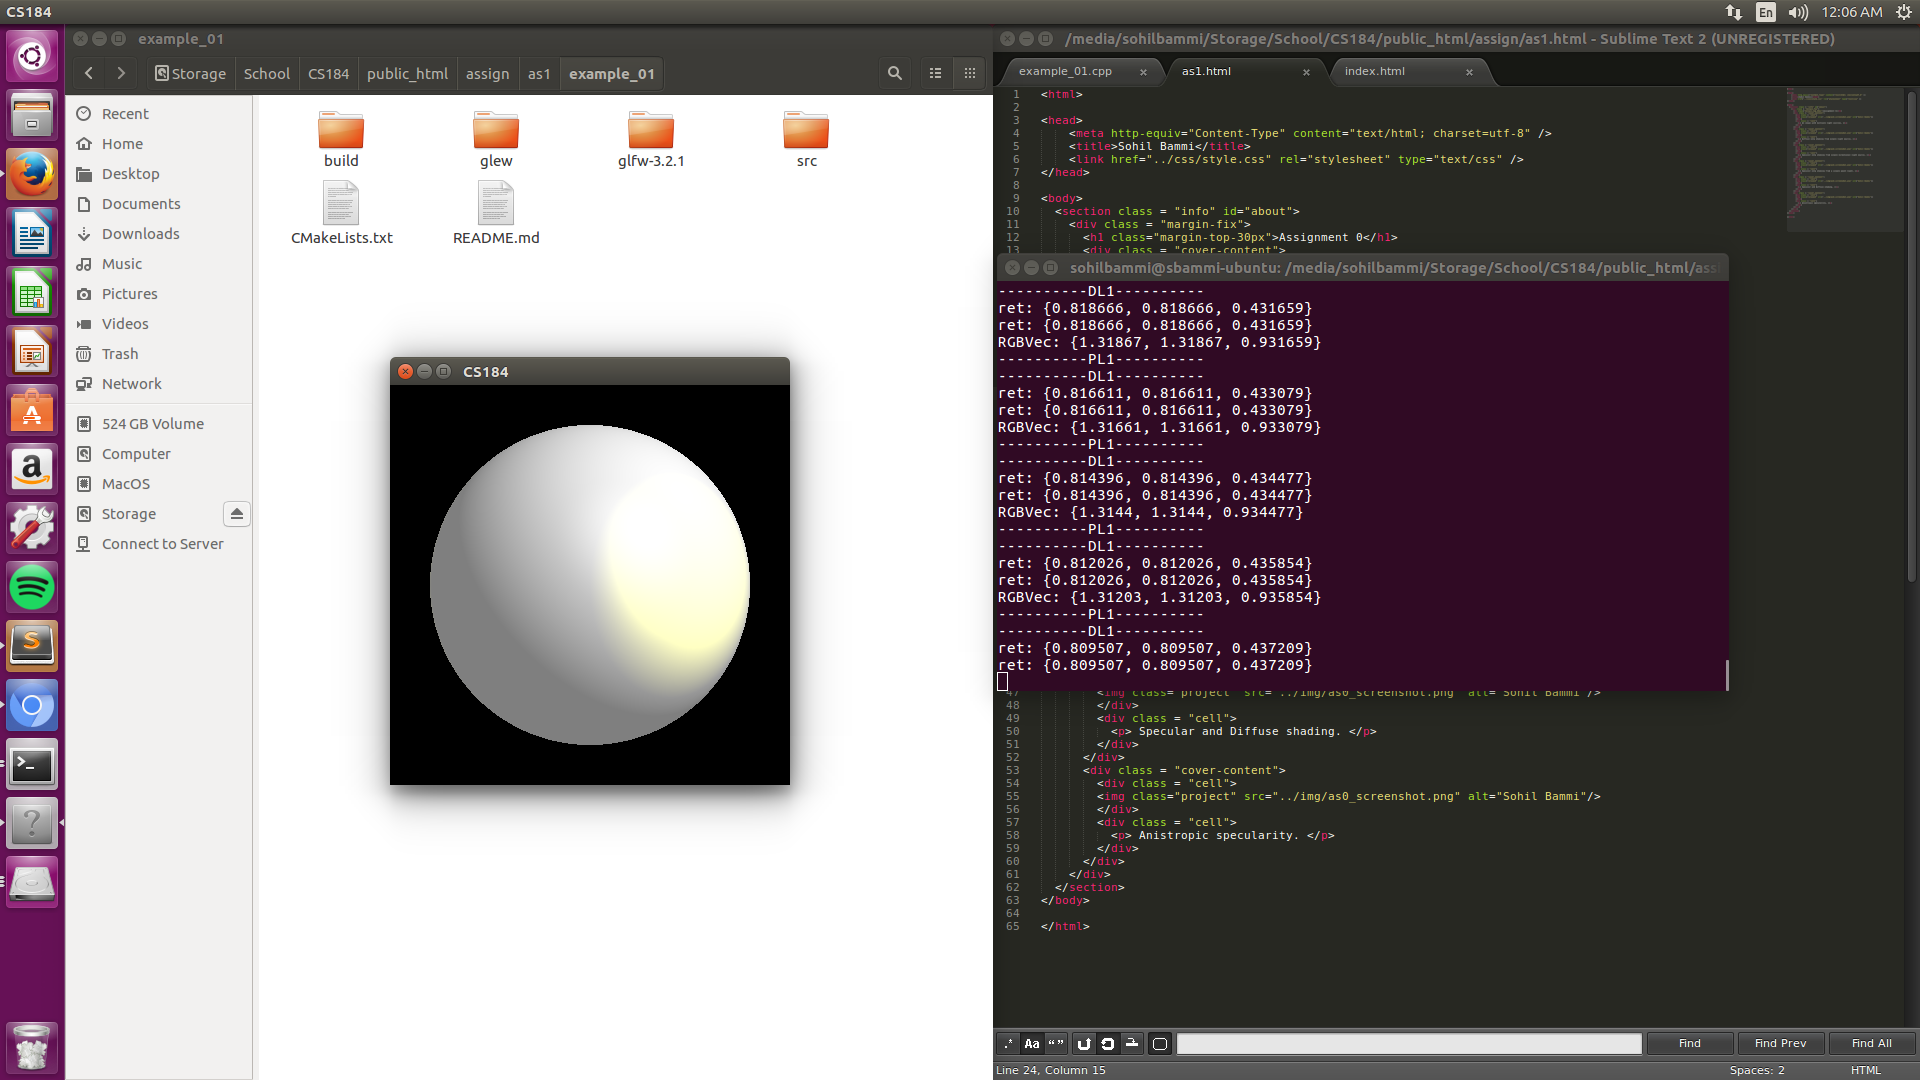 CS184
En
12:06 AM
example_01
Storage
School
CS184
public_html
assign
as1
example_01
Recent
Home
Desktop
Documents
Downloads
Music
Pictures
Videos
Trash
Network
524 GB Volume
Computer
MacOS
Storage
Connect to Server
build
glew
glfw-3.2.1
src
CMakeLists.txt
README.md
CS184
/media/sohilbammi/Storage/School/CS184/public_html/assign/as1.html - Sublime Text 2 (UNREGISTERED)
example_01.cpp
as1.html
index.html
1 <html>
2
3 <head>
4 <meta http-equiv="Content-Type" content="text/html; charset=utf-8" />
5 <title>Sohil Bammi</title>
6 <link href="../css/style.css" rel="stylesheet" type="text/css" />
7 </head>
8
9 <body>
10 <section class = "info" id="about">
11 <div class = "margin-fix">
12 <h1 class="margin-top-30px">Assignment 0</h1>
13 <div class = "cover-content">
sohilbammi@sbammi-ubuntu: /media/sohilbammi/Storage/School/CS184/public_html/ass
----------DL1----------
ret: {0.818666, 0.818666, 0.431659}
ret: {0.818666, 0.818666, 0.431659}
RGBVec: {1.31867, 1.31867, 0.931659}
----------PL1----------
----------DL1----------
ret: {0.816611, 0.816611, 0.433079}
ret: {0.816611, 0.816611, 0.433079}
RGBVec: {1.31661, 1.31661, 0.933079}
----------PL1----------
----------DL1----------
ret: {0.814396, 0.814396, 0.434477}
ret: {0.814396, 0.814396, 0.434477}
RGBVec: {1.3144, 1.3144, 0.934477}
----------PL1----------
----------DL1----------
ret: {0.812026, 0.812026, 0.435854}
ret: {0.812026, 0.812026, 0.435854}
RGBVec: {1.31203, 1.31203, 0.935854}
----------PL1----------
----------DL1----------
ret: {0.809507, 0.809507, 0.437209}
ret: {0.809507, 0.809507, 0.437209}
47 <img class="project" src="../img/as0_screenshot.png" alt="Sohil Bammi"/>
48 </div>
49 <div class = "cell">
50 <p> Specular and Diffuse shading. </p>
51 </div>
52 </div>
53 <div class = "cover-content">
54 <div class = "cell">
55 <img class="project" src="../img/as0_screenshot.png" alt="Sohil Bammi"/>
56 </div>
57 <div class = "cell">
58 <p> Anistropic specularity. </p>
59 </div>
60 </div>
61 </div>
62 </section>
63 </body>
64
65 </html>
.* Aa “ ”
Find
Find Prev
Find All
Line 24, Column 15
Spaces: 2
HTML